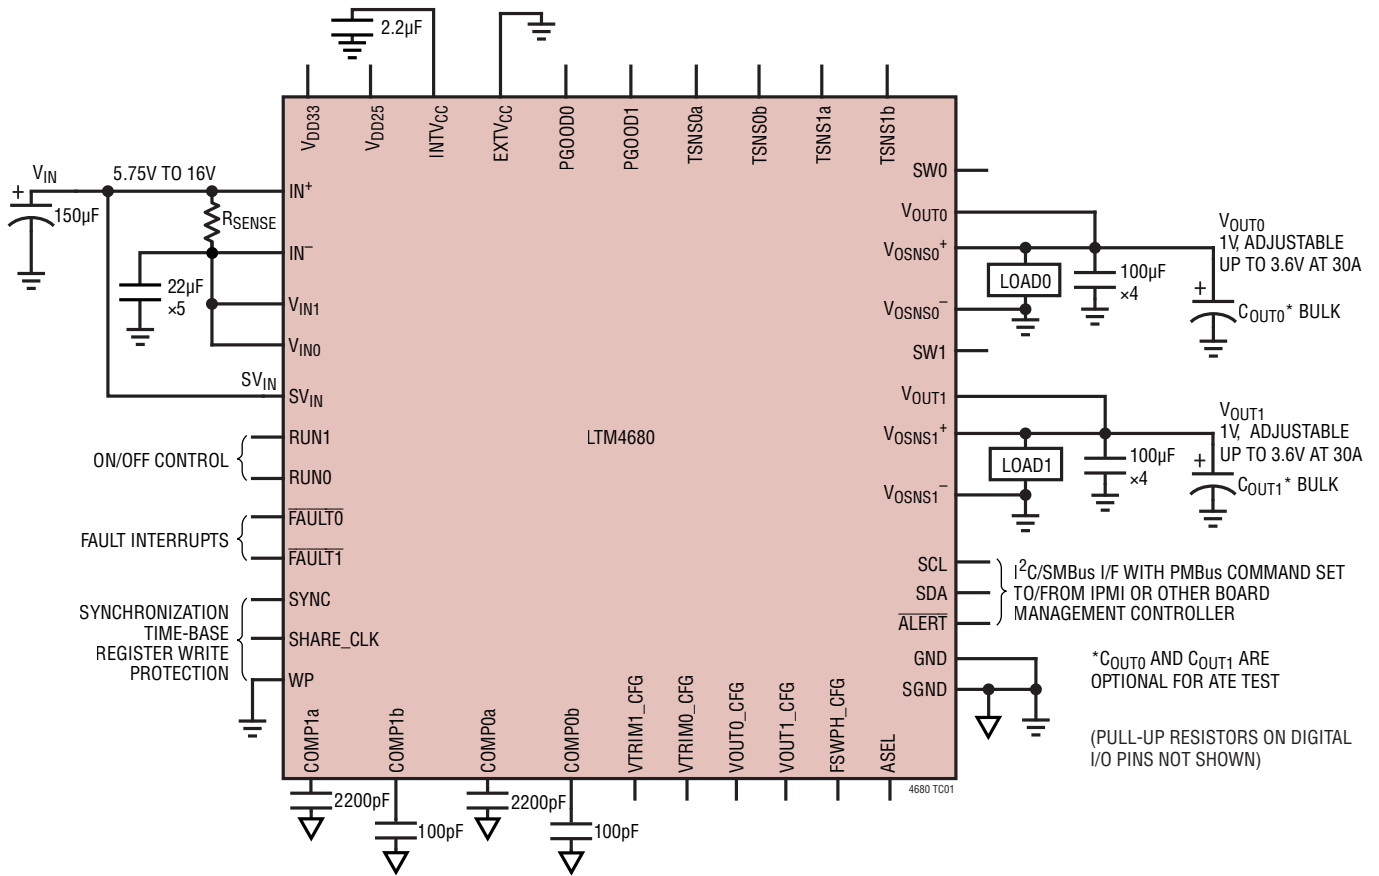 2.2µF
VDD33
VDD25
INTVCC
EXTVCC
PGOOD0
PGOOD1
TSNS0a
TSNS0b
TSNS1a
TSNS1b
VIN
5.75V TO 16V
+
150µF
RSENSE
22µF
×5
SVIN
IN+
IN–
VIN1
VIN0
SVIN
RUN1
RUN0
FAULT0
FAULT1
SYNC
SHARE_CLK
WP
ON/OFF CONTROL
FAULT INTERRUPTS
SYNCHRONIZATION
TIME-BASE
REGISTER WRITE
PROTECTION
LTM4680
SW0
VOUT0
VOSNS0+
VOSNS0–
SW1
VOUT1
VOSNS1+
VOSNS1–
SCL
SDA
ALERT
GND
SGND
LOAD0
100µF
×4
VOUT0
1V, ADJUSTABLE
UP TO 3.6V AT 30A
+
COUT0* BULK
LOAD1
100µF
×4
VOUT1
1V, ADJUSTABLE
UP TO 3.6V AT 30A
+
COUT1* BULK
I2C/SMBus I/F WITH PMBus COMMAND SET
TO/FROM IPMI OR OTHER BOARD
MANAGEMENT CONTROLLER
*COUT0 AND COUT1 ARE
OPTIONAL FOR ATE TEST
(PULL-UP RESISTORS ON DIGITAL
I/O PINS NOT SHOWN)
COMP1a
COMP1b
COMP0a
COMP0b
VTRIM1_CFG
VTRIM0_CFG
VOUT0_CFG
VOUT1_CFG
FSWPH_CFG
ASEL
4680 TC01
2200pF
100pF
2200pF
100pF